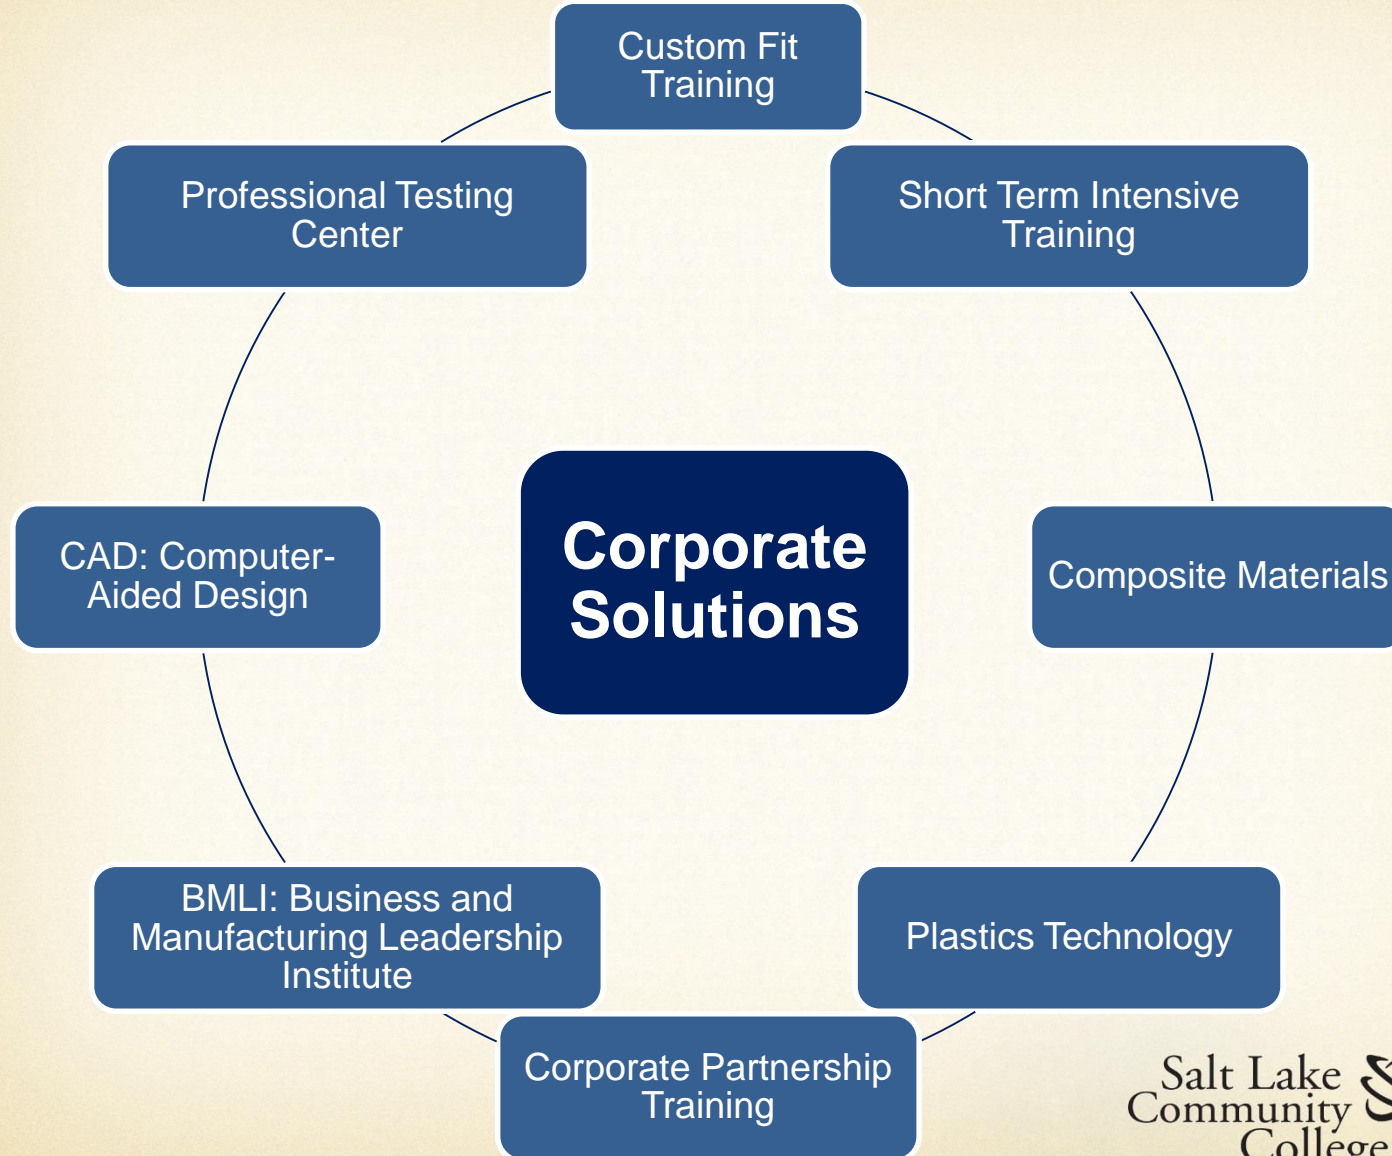 Custom Fit
Training
Professional Testing
Center
Short Term Intensive
Training
CAD: Computer-
Aided Design
Corporate
Solutions
Composite Materials
BMLI: Business and
Manufacturing Leadership
Institute
Plastics Technology
Corporate Partnership
Training
Salt Lake
Community
College